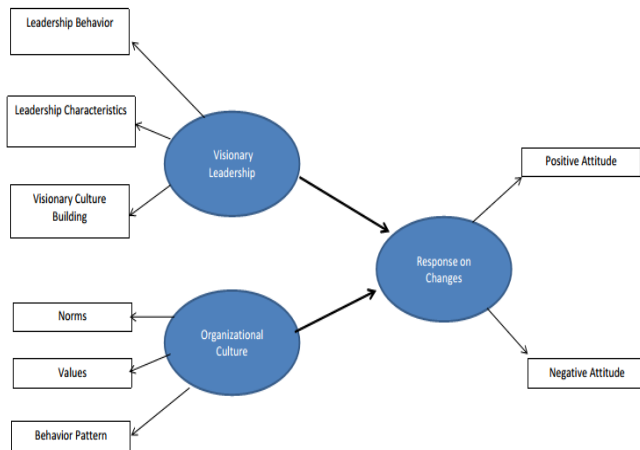 Leadership Behavior
Leadership Characteristics
Visionary Culture
Building
Visionary
Leadership
Positive Attitude
Response on
Changes
Norms
Organizational
Culture
Values
Negative Attitude
Behavior Pattern